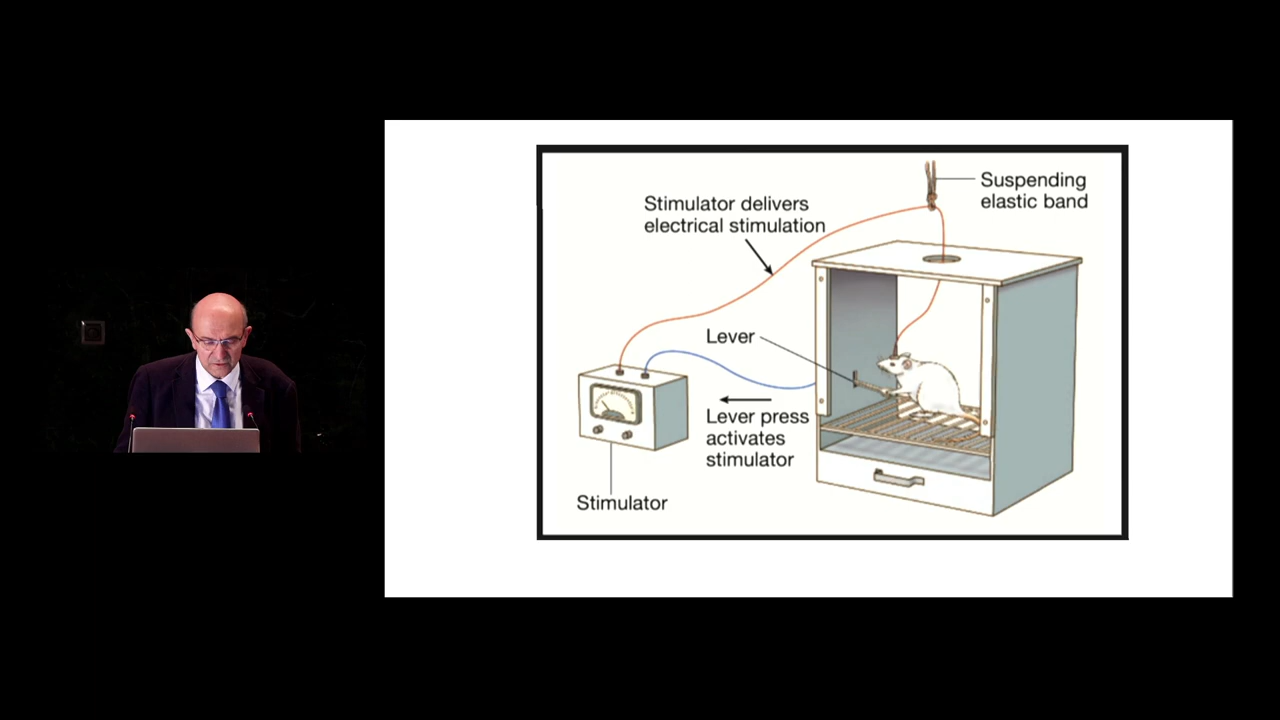 Suspending
elastic band
Stimulator delivers
electrical stimulation
Lever
Lever press
activates
stimulator
Stimulator